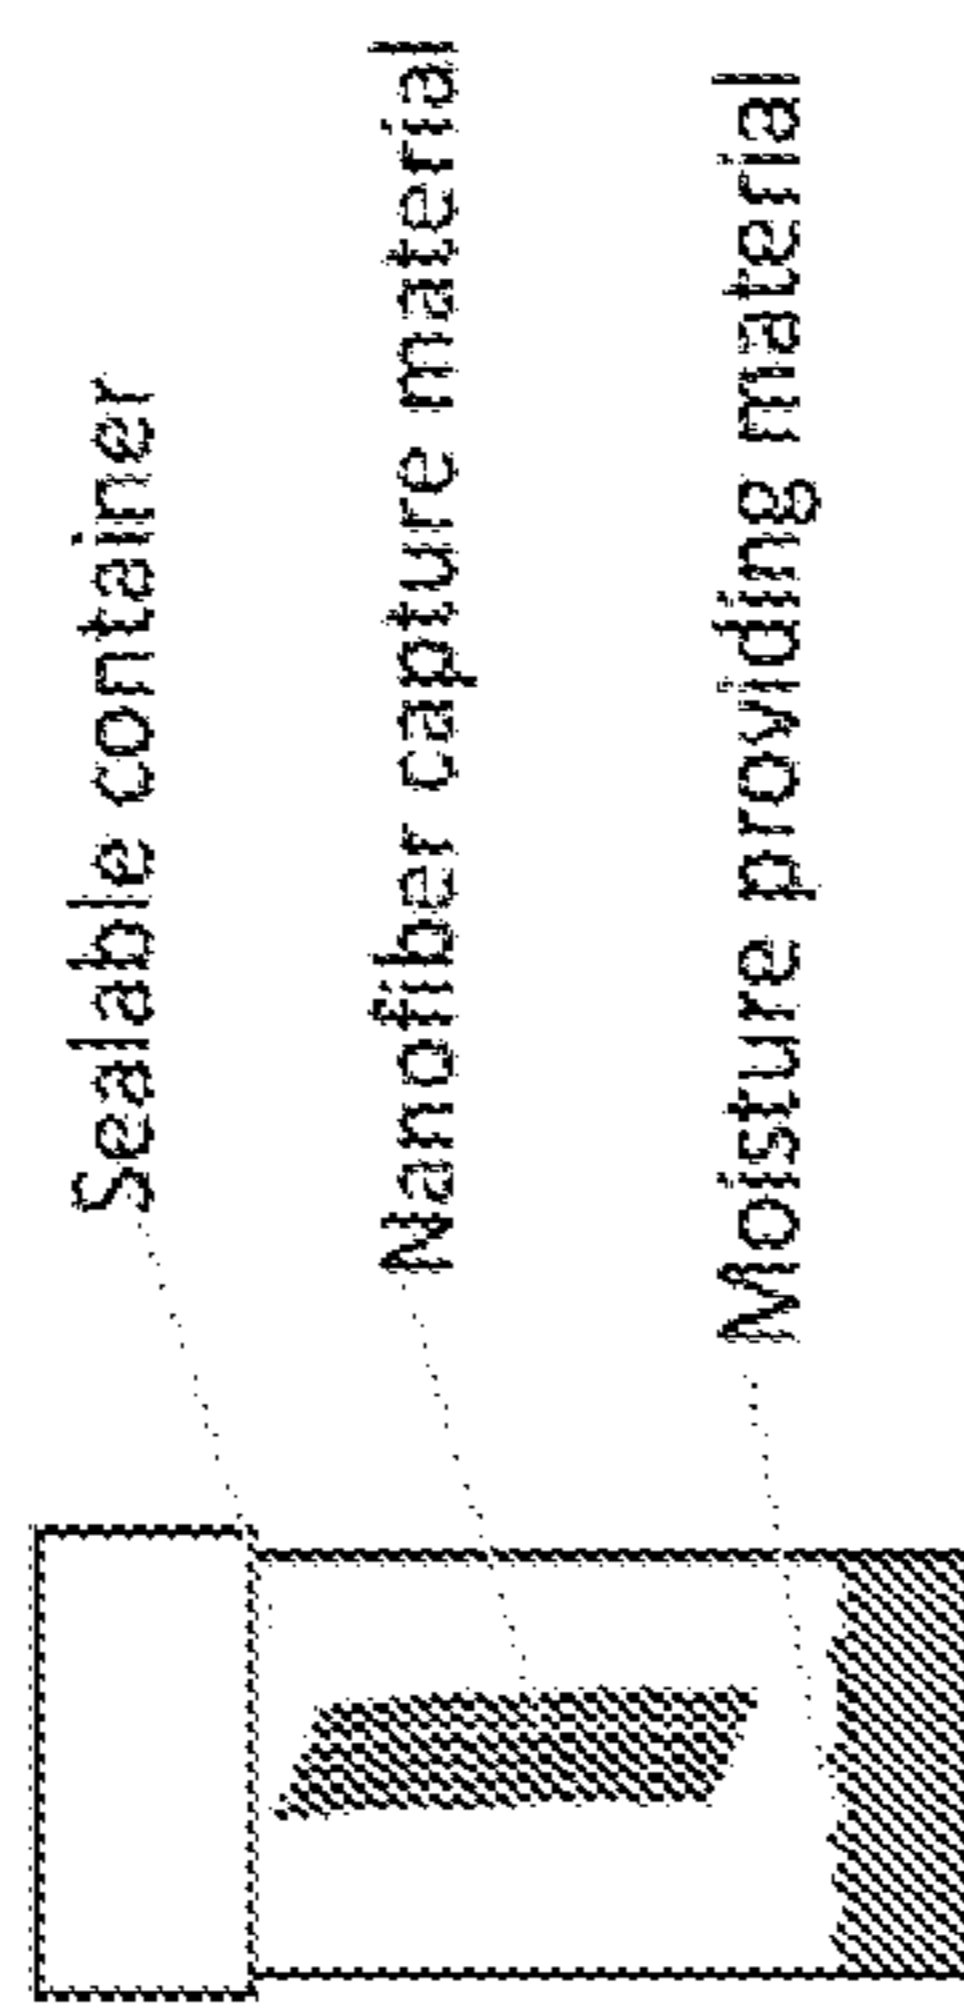 Sealable container
Nanofiber capture material
Moisture providing material